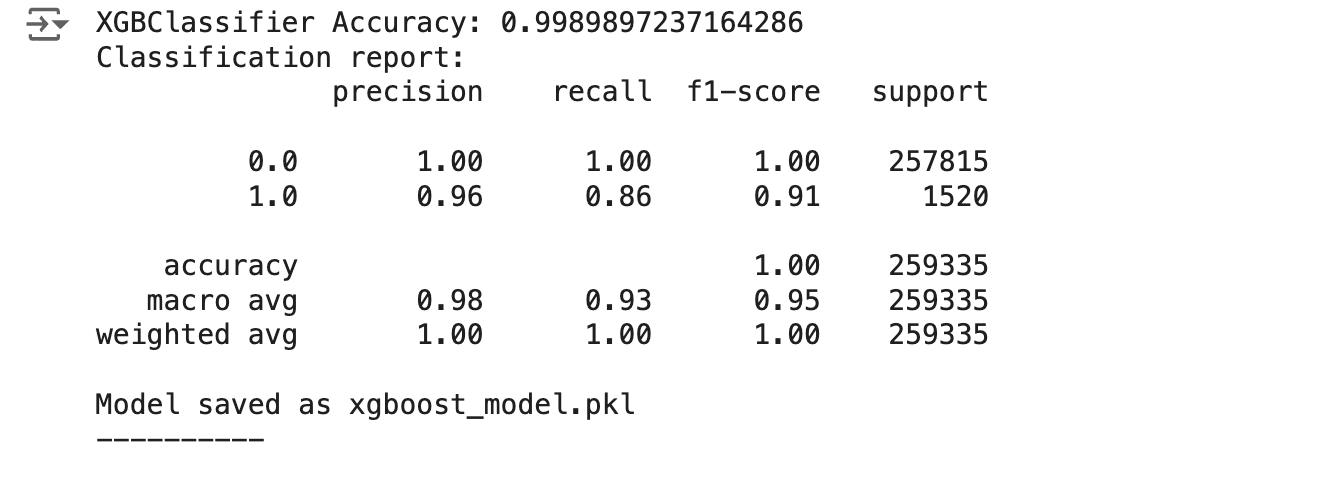 XGBClassifier Accuracy: 0.9989897237164286
Classification report:
precision recall f1-score support
0.0 1.00 1.00 1.00 257815
1.0 0.96 0.86 0.91 1520
accuracy 1.00 259335
macro avg 0.98 0.93 0.95 259335
weighted avg 1.00 1.00 1.00 259335
Model saved as xgboost_model.pkl
----------